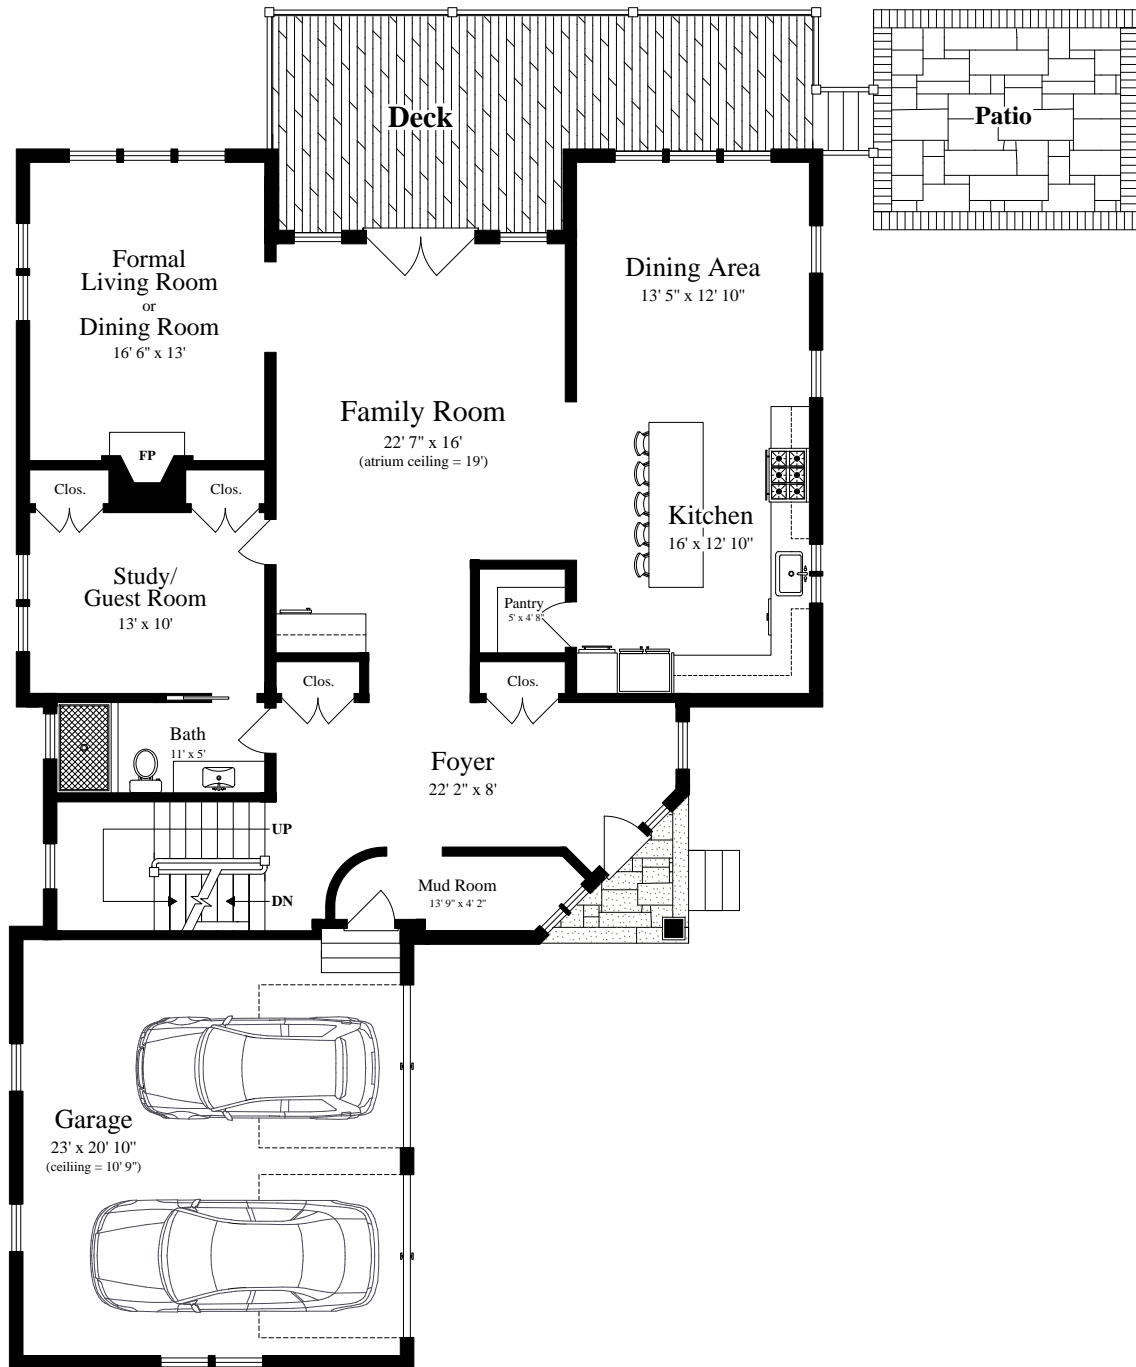 Deck
Patio
Formal
Living Room
or
Dining Room
16' 6" x 13'
Dining Area
13' 5" x 12' 10"
Family Room
22' 7" x 16'
(atrium ceiling = 19')
FP
Clos.
Clos.
Kitchen
16' x 12' 10"
Study/
Guest Room
13' x 10'
Pantry
5' x 4' 8"
Clos.
Clos.
Bath
11' x 5'
Foyer
22' 2" x 8'
UP
DN
Mud Room
13' 9" x 4' 2"
Garage
23' x 20' 10"
(ceiliing = 10' 9")